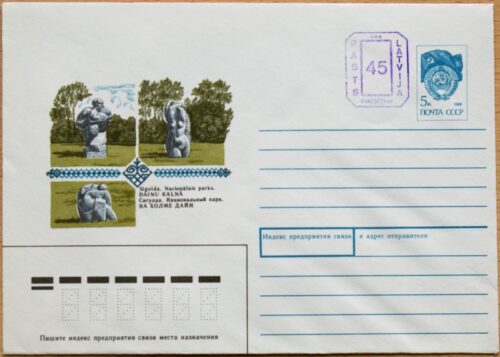 PASTS
45
LATVIJA
5к
1988
ПОЧТА СССР
Sigulda. Nacionālais parks.
DAINU KALNĀ
Сигулда. Национальный парк.
НА ХОЛМЕ ДАЙН
Индекс предприятия связи и адрес отправителя
Пишите индекс предприятия связи места назначения